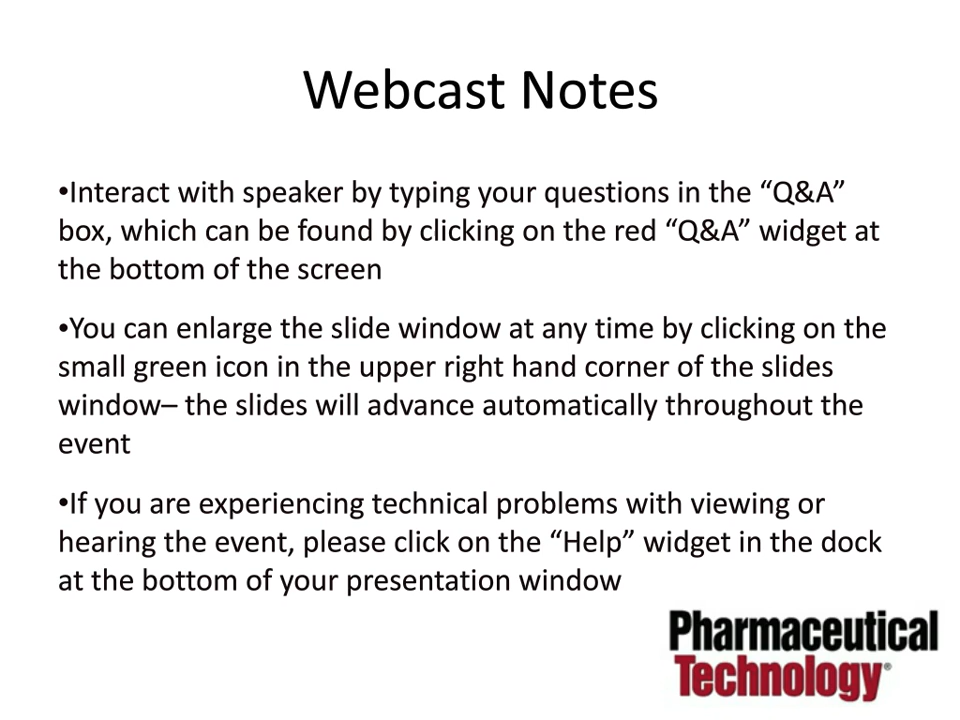 Webcast Notes
•Interact with speaker by typing your questions in the “Q&A”
box, which can be found by clicking on the red “Q&A” widget at
the bottom of the screen
•You can enlarge the slide window at any time by clicking on the
small green icon in the upper right hand corner of the slides
window– the slides will advance automatically throughout the
event
•If you are experiencing technical problems with viewing or
hearing the event, please click on the “Help” widget in the dock
at the bottom of your presentation window
Pharmaceutical
Technology®